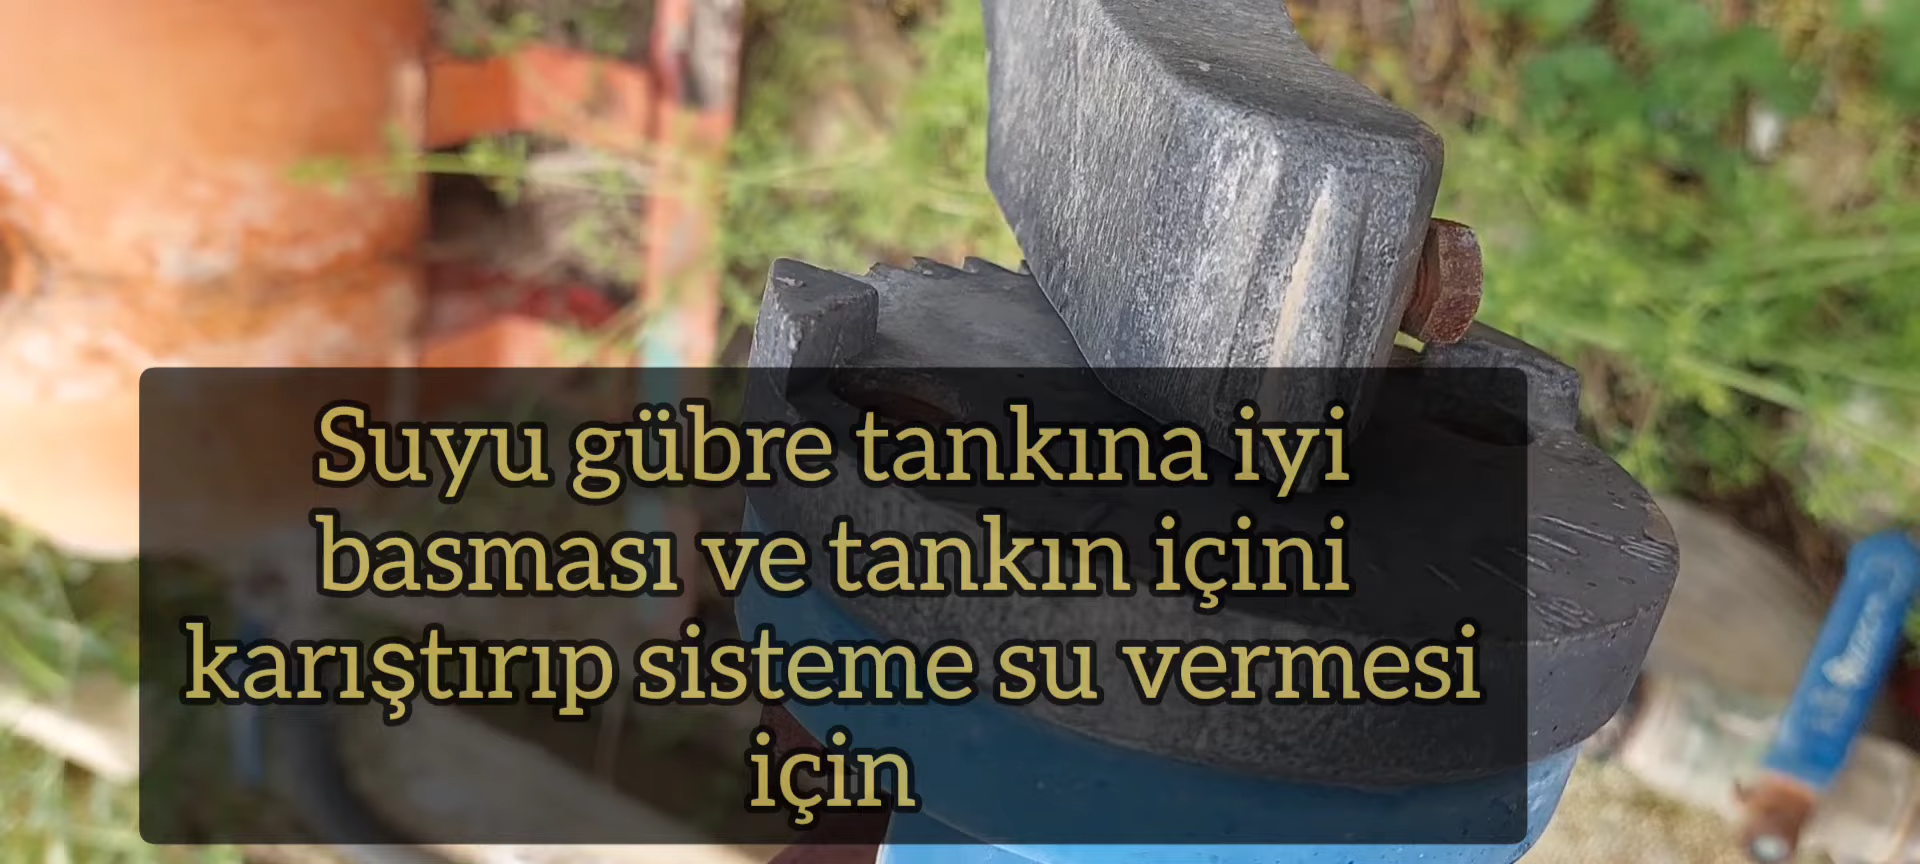 Suyu gübre tankına iyi
basması ve tankın içini
karıştırıp sisteme su vermesi
için